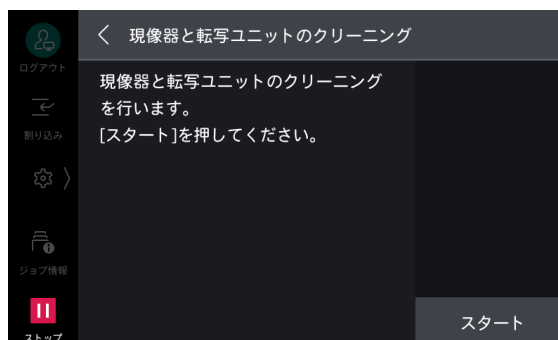 現像器と転写ユニットのクリーニング
ログアウト
現像器と転写ユニットのクリーニング
を行います。
[スタート]を押してください。
割り込み
ジョブ情報
スタート
ストップ